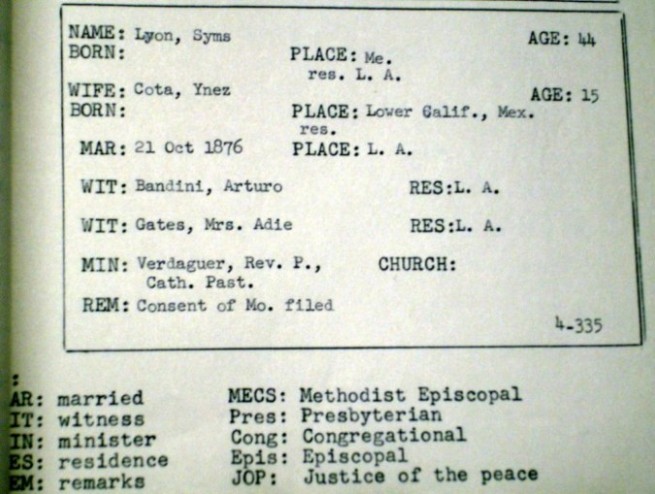 NAME: Lyon, Syms AGE: 44
BORN: PLACE: Me.
res. L. A.
WIFE: Cota, Ynez AGE: 15
BORN: PLACE: Lower Calif., Mex.
res.
MAR: 21 Oct 1876 PLACE: L. A.
WIT: Bandini, Arturo RES: L. A.
WIT: Gates, Mrs. Adie RES: L. A.
MIN: Verdaguer, Rev. P., CHURCH:
Cath. Past.
REM: Consent of Mo. filed
4-335
:
AR: married MECS: Methodist Episcopal
IT: witness Pres: Presbyterian
IN: minister Cong: Congregational
ES: residence Epis: Episcopal
EM: remarks JOP: Justice of the peace